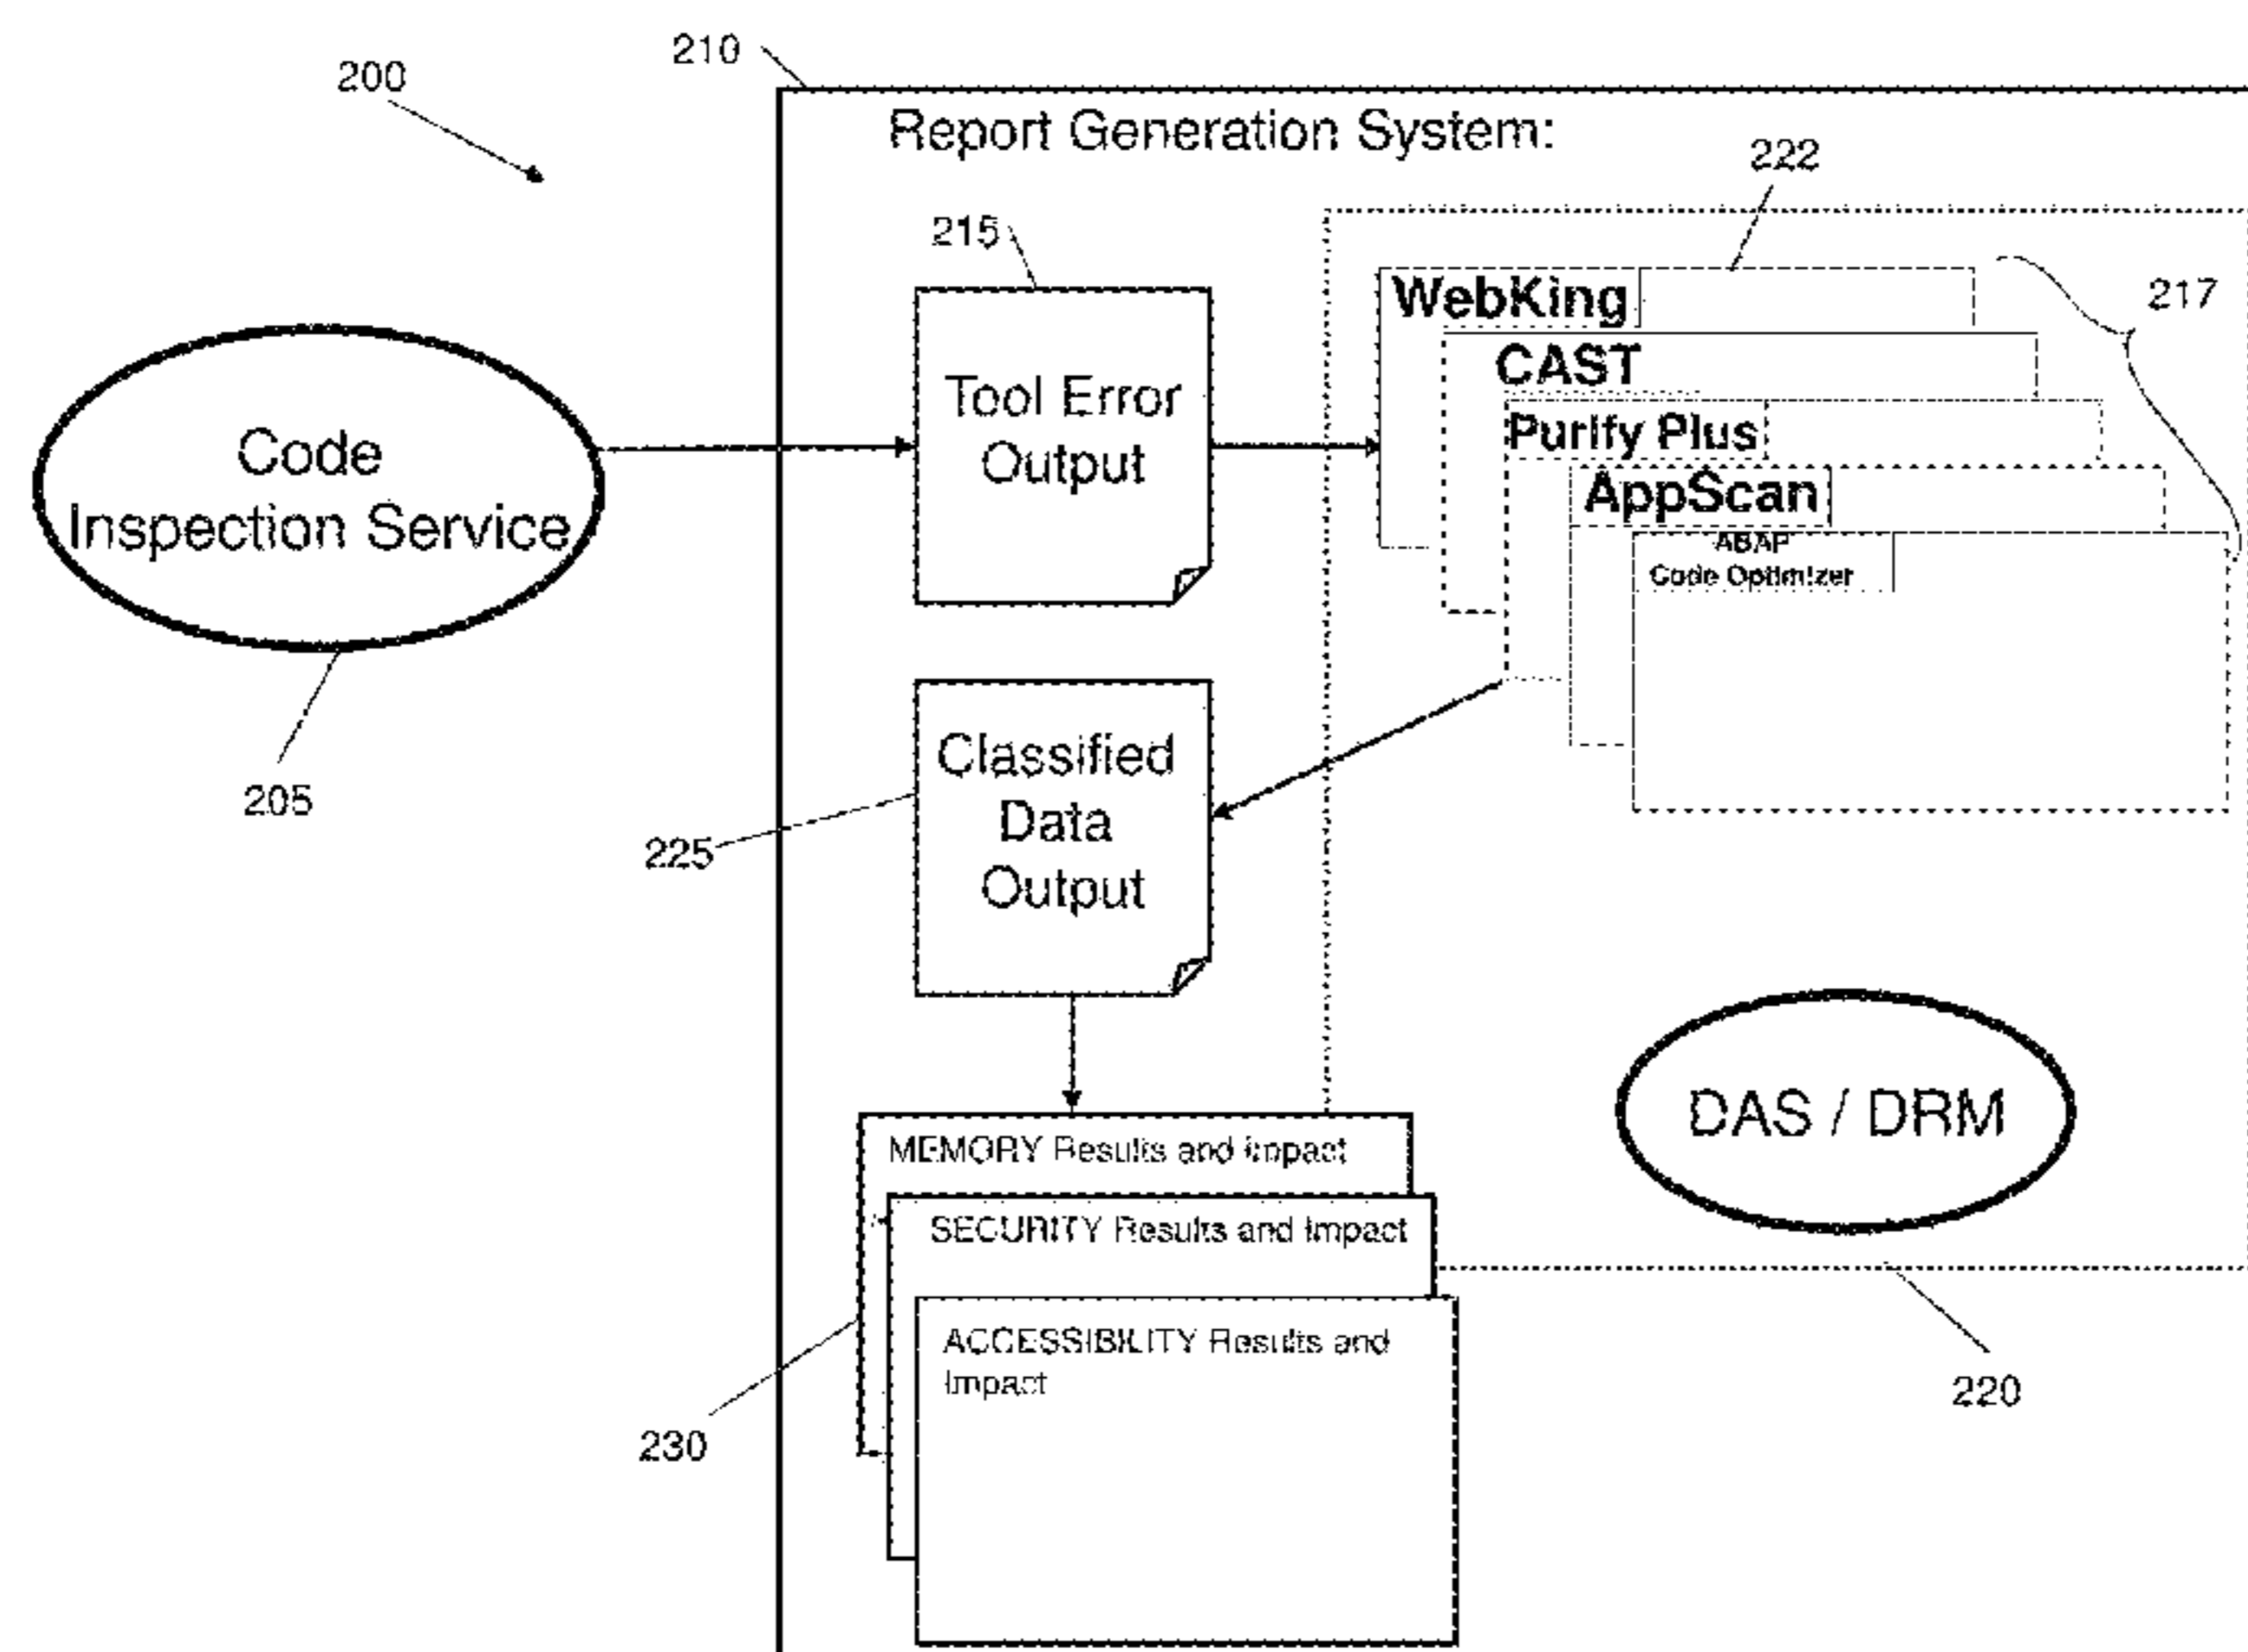 210
200
Report Generation System:
222
215
217
WebKing
CAST
Tool Error
Output
Purify Plus
Code
Inspection Service
AppScan
ABAP
Code Optimizer
Classified
Data
Output
205
225
DAS / DRM
MEMORY Results and Impact
SECURITY Results and Impact
ACCESSIBILITY Results and
Impact
220
230